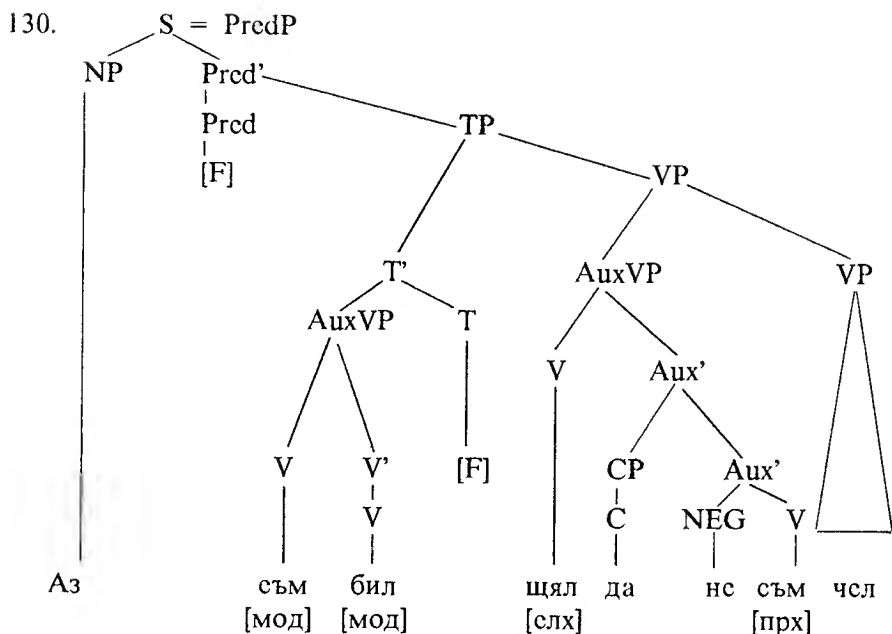 130. S = PredP
NP Pred’
Pred TP
[F] VP
T’ AuxVP VP
AuxVP T
V Aux’
V V’ [F] CP Aux’
V C NEG V
Аз съм бил щял да не съм чел
[мод] [мод] [слх] [прх]